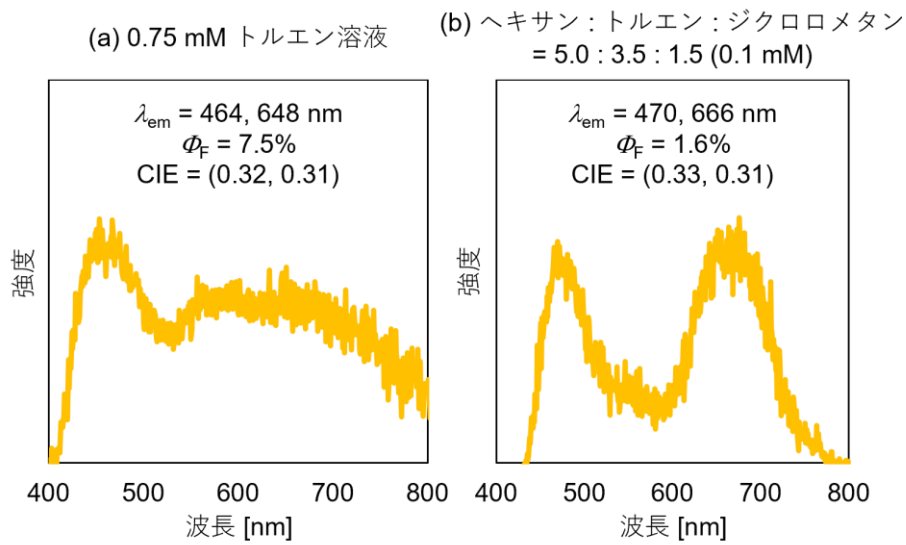 (a) 0.75 mM トルエン溶液
λem = 464, 648 nm
ΦF = 7.5%
CIE = (0.32, 0.31)
強度
400 500 600 700 800
波長 [nm]
(b) ヘキサン : トルエン : ジクロロメタン
= 5.0 : 3.5 : 1.5 (0.1 mM)
λem = 470, 666 nm
ΦF = 1.6%
CIE = (0.33, 0.31)
強度
400 500 600 700 800
波長 [nm]